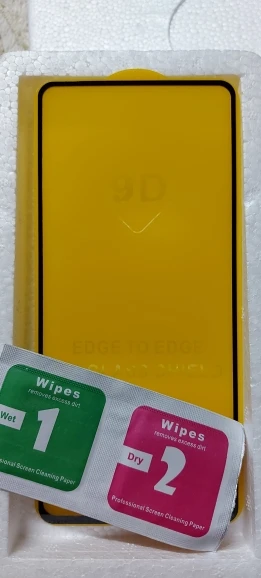 9D
EDGE TO EDGE
Wipes
removes excess dirt
Wet
1
sional Screen Cleaning Paper
Wipes
removes excess dirt
Dry
2
Professional Screen Cleaning Paper